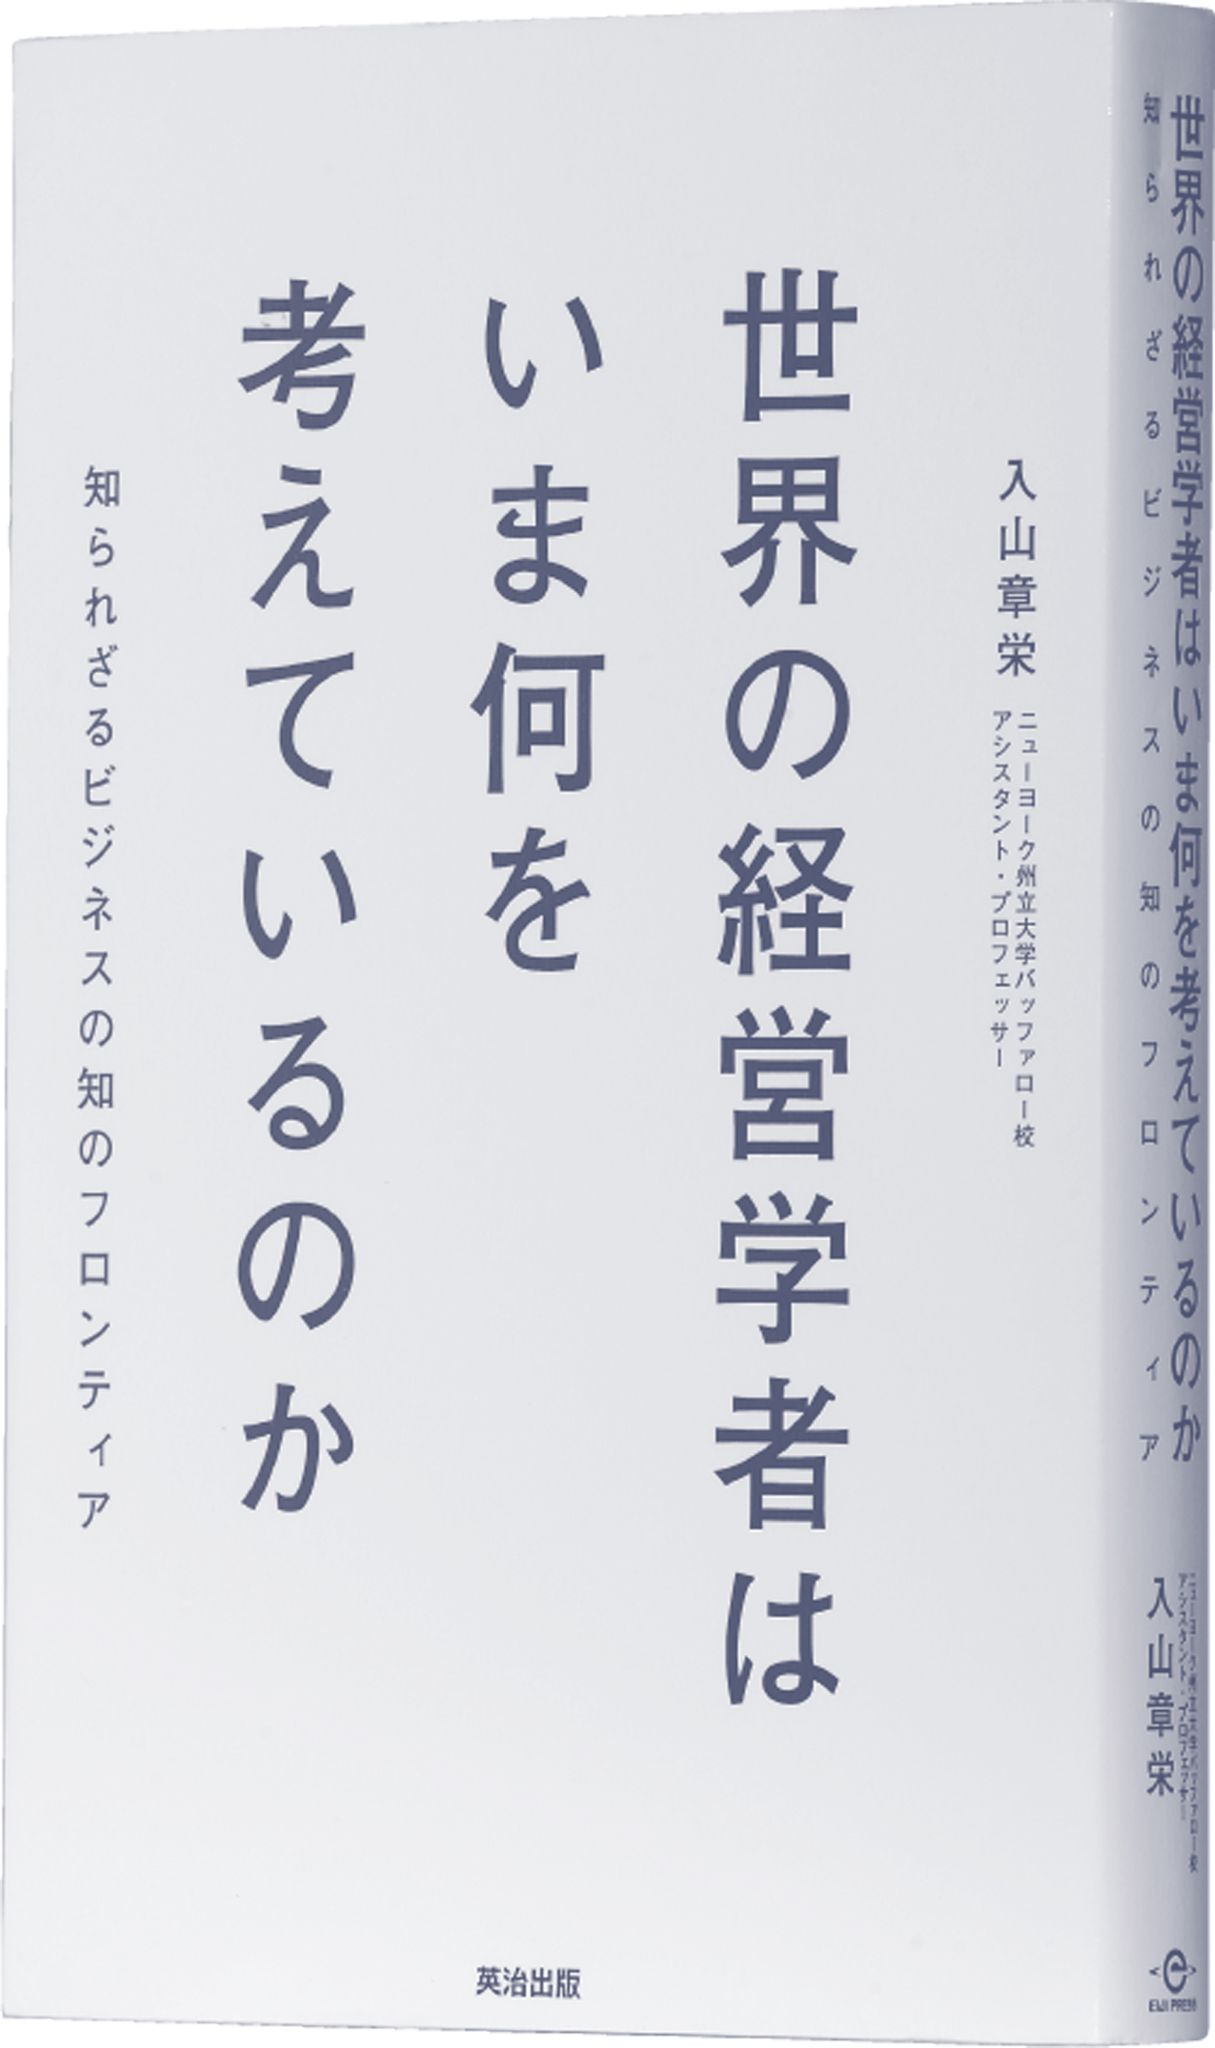 世界の経営学者はいま何を考えているのか
知られざるビジネスの知のフロンティア
ニューヨーク州立大学バッファロー校
アシスタント・プロフェッサー
入山章栄
EIJI PRESS
入山章栄
ニューヨーク州立大学バッファロー校
アシスタント・プロフェッサー
世界の経営学者は
いま何を
考えているのか
知られざるビジネスの知のフロンティア
英治出版